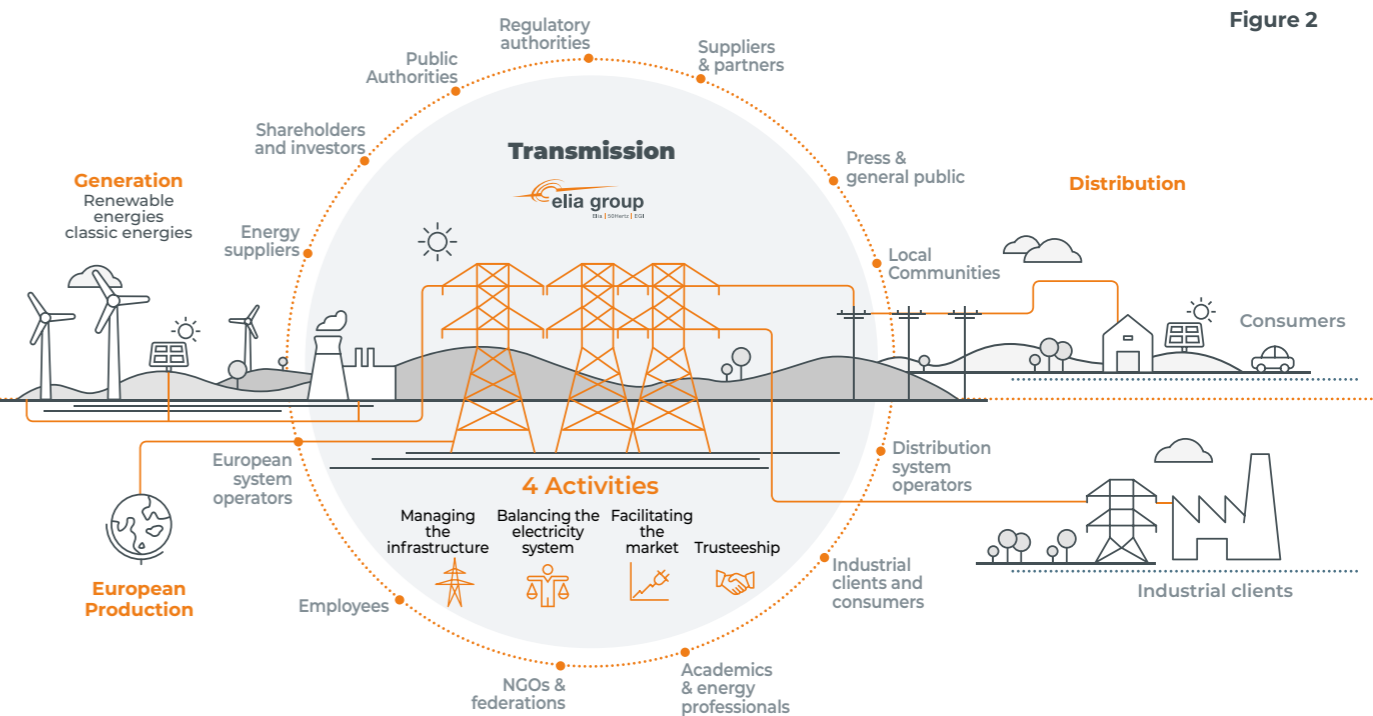 Figure 2
Regulatory
authorities
Suppliers
& partners
Public
Authorities
Shareholders
and investors
Press &
general public
Transmission
elia group
Elia | 50Hertz | EGI
Generation
Renewable
energies
classic energies
Distribution
Energy
suppliers
Local
Communities
Consumers
European
system
operators
Distribution
system
operators
4 Activities
Managing
the
infrastructure
Balancing the
electricity
system
Facilitating
the
market
Trusteeship
European
Production
Employees
Industrial
clients and
consumers
Industrial clients
NGOs &
federations
Academics
& energy
professionals